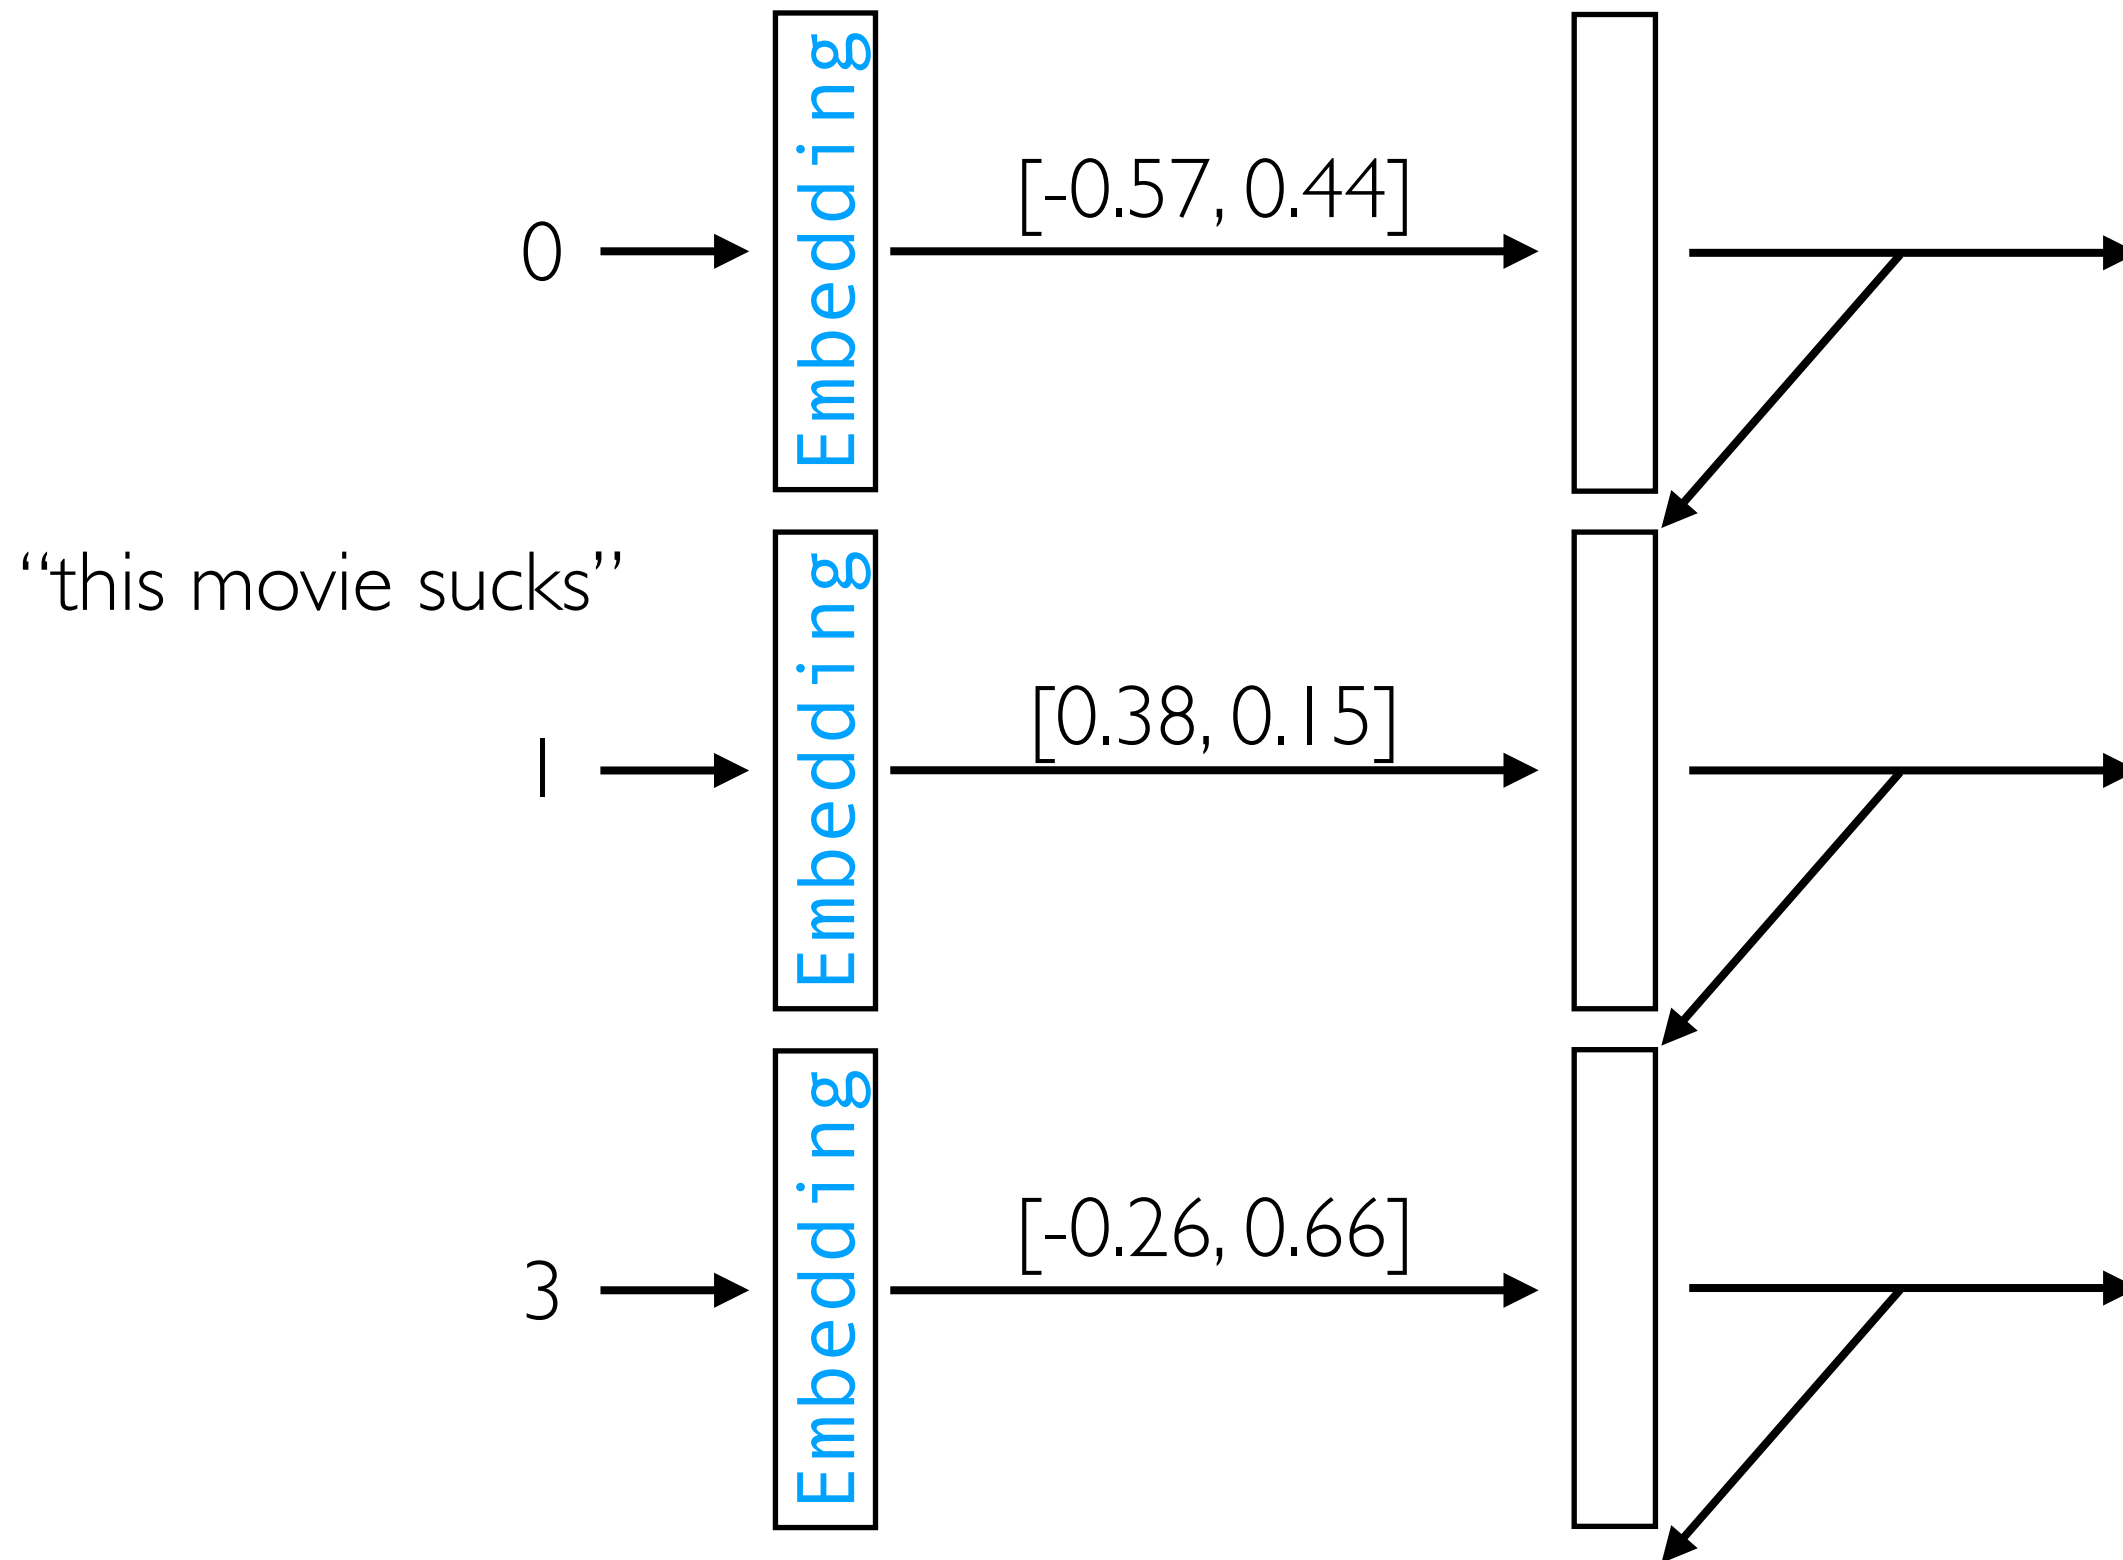 Embedding
[-0.57, 0.44]
0
“this movie sucks”
Embedding
[0.38, 0.15]
1
Embedding
[-0.26, 0.66]
3